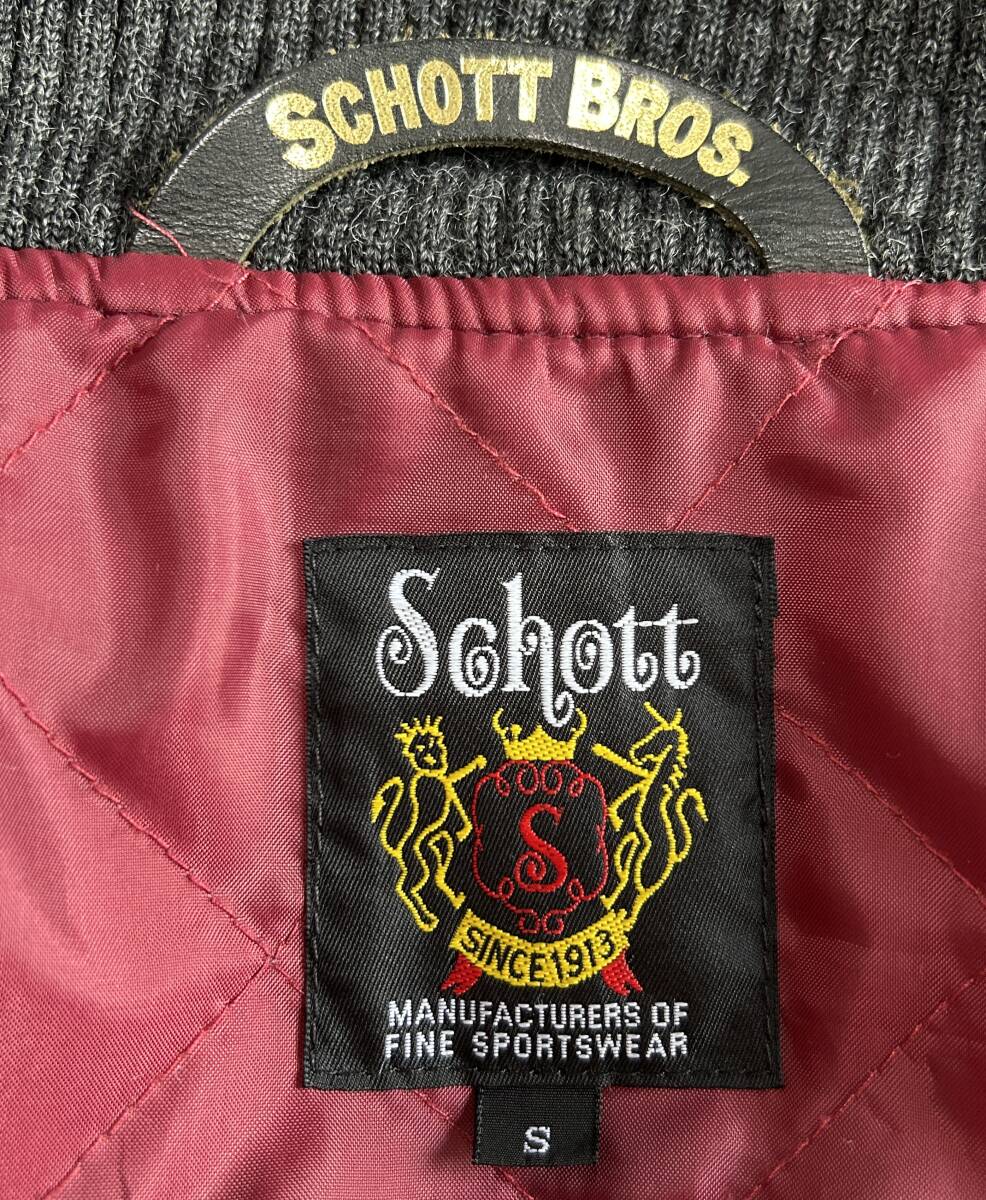 SCHOTT BROS.
Schott
S
SINCE 1913
MANUFACTURERS OF
FINE SPORTSWEAR
S